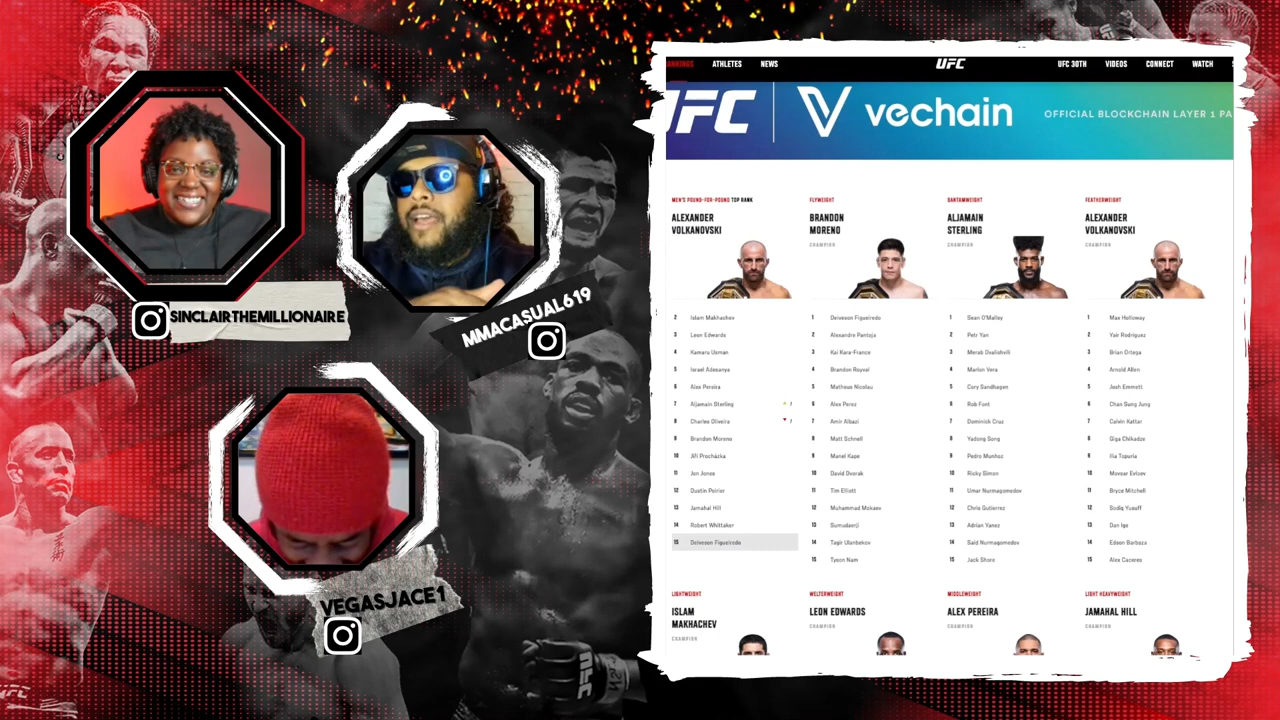 SINCLAIRTHEMILLIONAIRE
MMACASUAL619
VEGASJACE1
ATHLETES NEWS UFC UFC 30TH VIDEOS CONNECT WATCH
UFC vechain OFFICIAL BLOCKCHAIN LAYER 1 PA
MEN'S POUND-FOR-POUND TOP RANK
ALEXANDER
VOLKANOVSKI
2 Islam Makhachev
3 Leon Edwards
4 Kamaru Usman
5 Israel Adesanya
6 Alex Pereira
7 Aljamain Sterling 1
8 Charles Oliveira 1
9 Brandon Moreno
10 Jiří Procházka
11 Jon Jones
12 Dustin Poirier
13 Jamahal Hill
14 Robert Whittaker
15 Deiveson Figueiredo
FLYWEIGHT
BRANDON
MORENO
CHAMPION
1 Deiveson Figueiredo
2 Alexandre Pantoja
3 Kai Kara-France
4 Brandon Royval
5 Matheus Nicolau
6 Alex Perez
7 Amir Albazi
8 Matt Schnell
9 Manel Kape
10 David Dvorak
11 Tim Elliott
12 Muhammad Mokaev
13 Sumudaerji
14 Tagir Ulanbekov
15 Tyson Nam
BANTAMWEIGHT
ALJAMAIN
STERLING
CHAMPION
1 Sean O'Malley
2 Petr Yan
3 Merab Dvalishvili
4 Marlon Vera
5 Cory Sandhagen
6 Rob Font
7 Dominick Cruz
8 Yadong Song
9 Pedro Munhoz
10 Ricky Simon
11 Umar Nurmagomedov
12 Chris Gutierrez
13 Adrian Yanez
14 Said Nurmagomedov
15 Jack Shore
FEATHERWEIGHT
ALEXANDER
VOLKANOVSKI
CHAMPION
1 Max Holloway
2 Yair Rodriguez
3 Brian Ortega
4 Arnold Allen
5 Josh Emmett
6 Chan Sung Jung
7 Calvin Kattar
8 Giga Chikadze
9 Ilia Topuria
10 Movsar Evloev
11 Bryce Mitchell
12 Sodiq Yusuff
13 Dan Ige
14 Edson Barboza
15 Alex Caceres
LIGHTWEIGHT
ISLAM
MAKHACHEV
CHAMPION
WELTERWEIGHT
LEON EDWARDS
CHAMPION
MIDDLEWEIGHT
ALEX PEREIRA
CHAMPION
LIGHT HEAVYWEIGHT
JAMAHAL HILL
CHAMPION